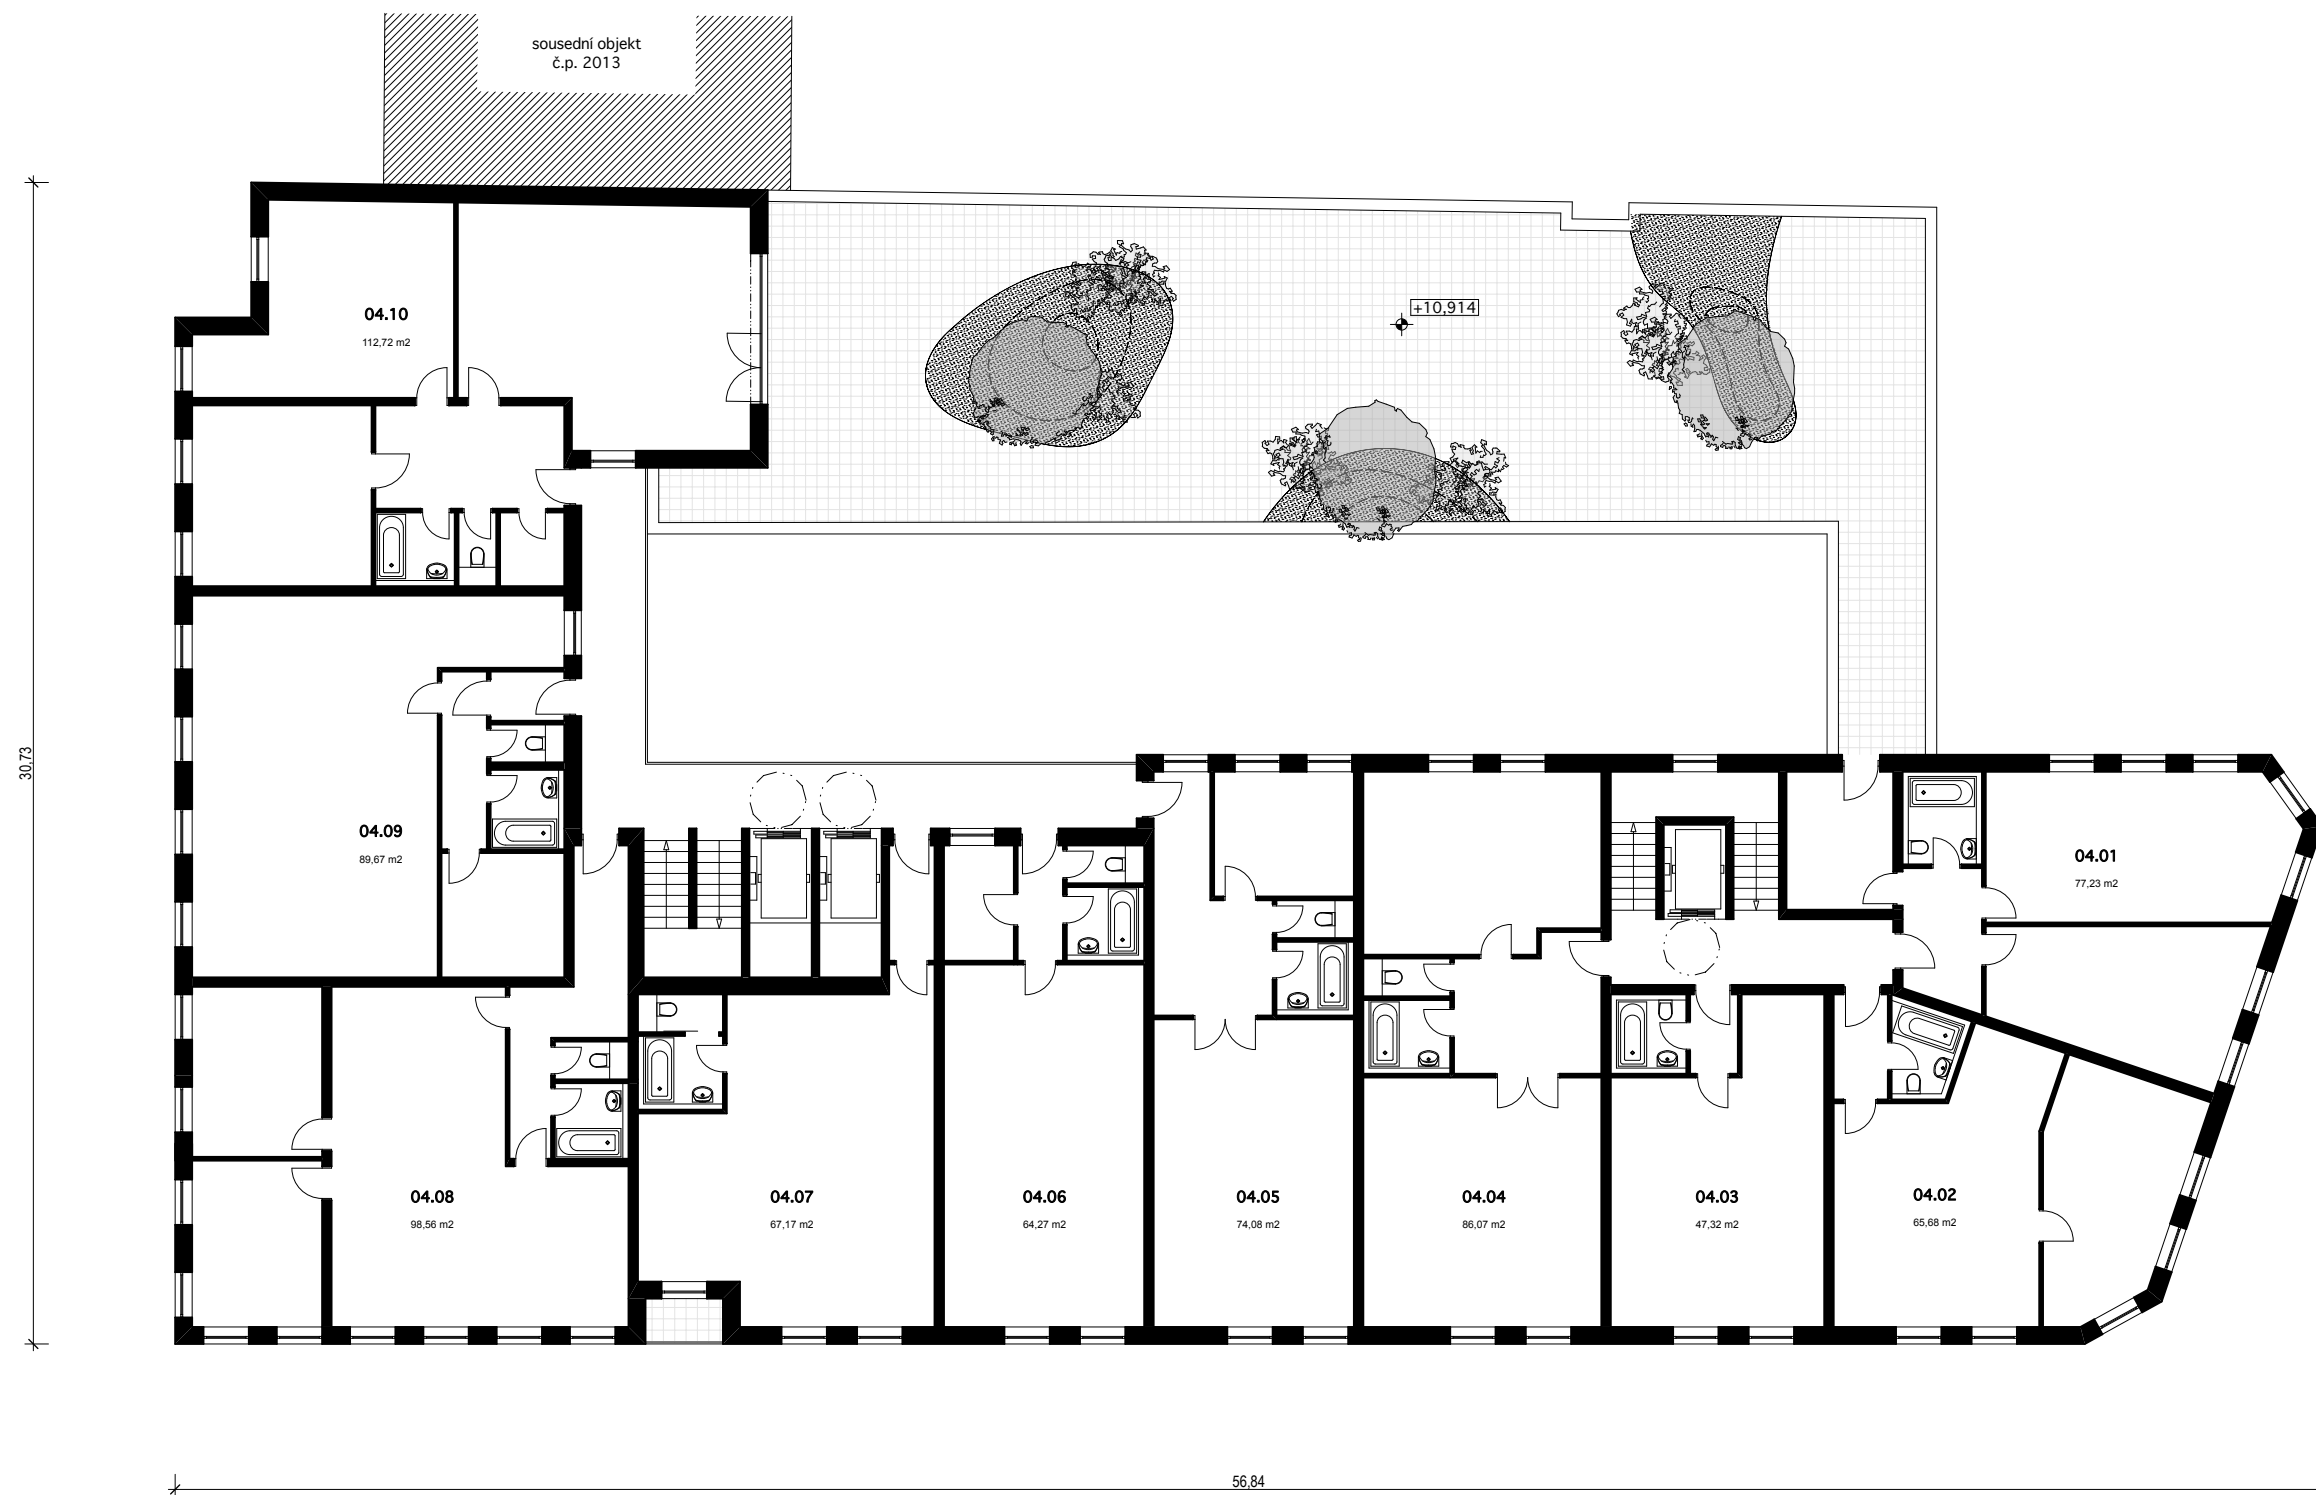 sousední objekt
č.p. 2013
+10,914
04.10
112,72 m2
30,73
04.09
89,67 m2
04.01
77,23 m2
04.08
98,56 m2
04.07
67,17 m2
04.06
64,27 m2
04.05
74,08 m2
04.04
86,07 m2
04.03
47,32 m2
04.02
65,68 m2
56,84